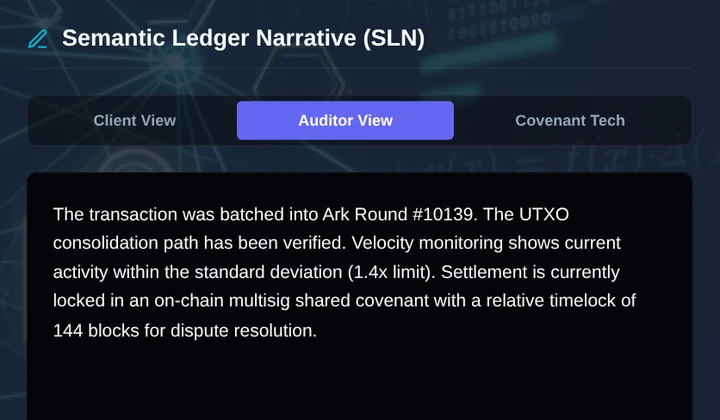 Semantic Ledger Narrative (SLN)
Client View
Auditor View
Covenant Tech
The transaction was batched into Ark Round #10139. The UTXO
consolidation path has been verified. Velocity monitoring shows current
activity within the standard deviation (1.4x limit). Settlement is currently
locked in an on-chain multisig shared covenant with a relative timelock of
144 blocks for dispute resolution.